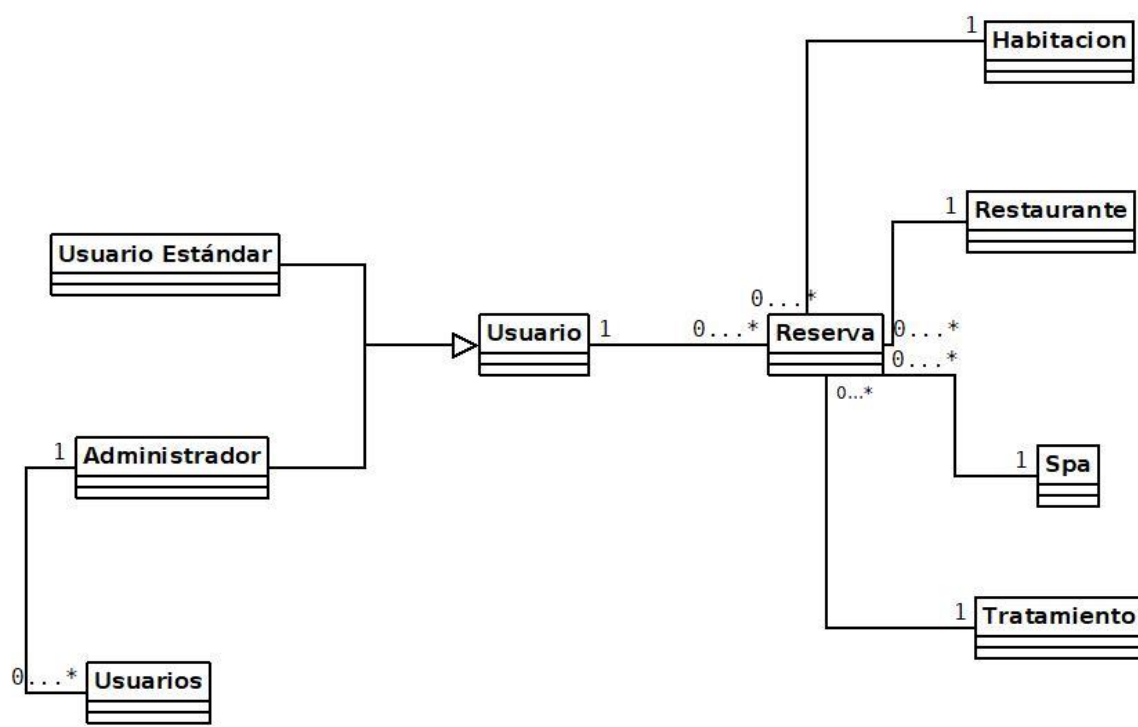 1
Habitacion
1
Restaurante
Usuario Estándar
0...*
Usuario
1
0...*
Reserva
0...*
0...*
0...*
1
Administrador
1
Spa
1
Tratamiento
0...*
Usuarios